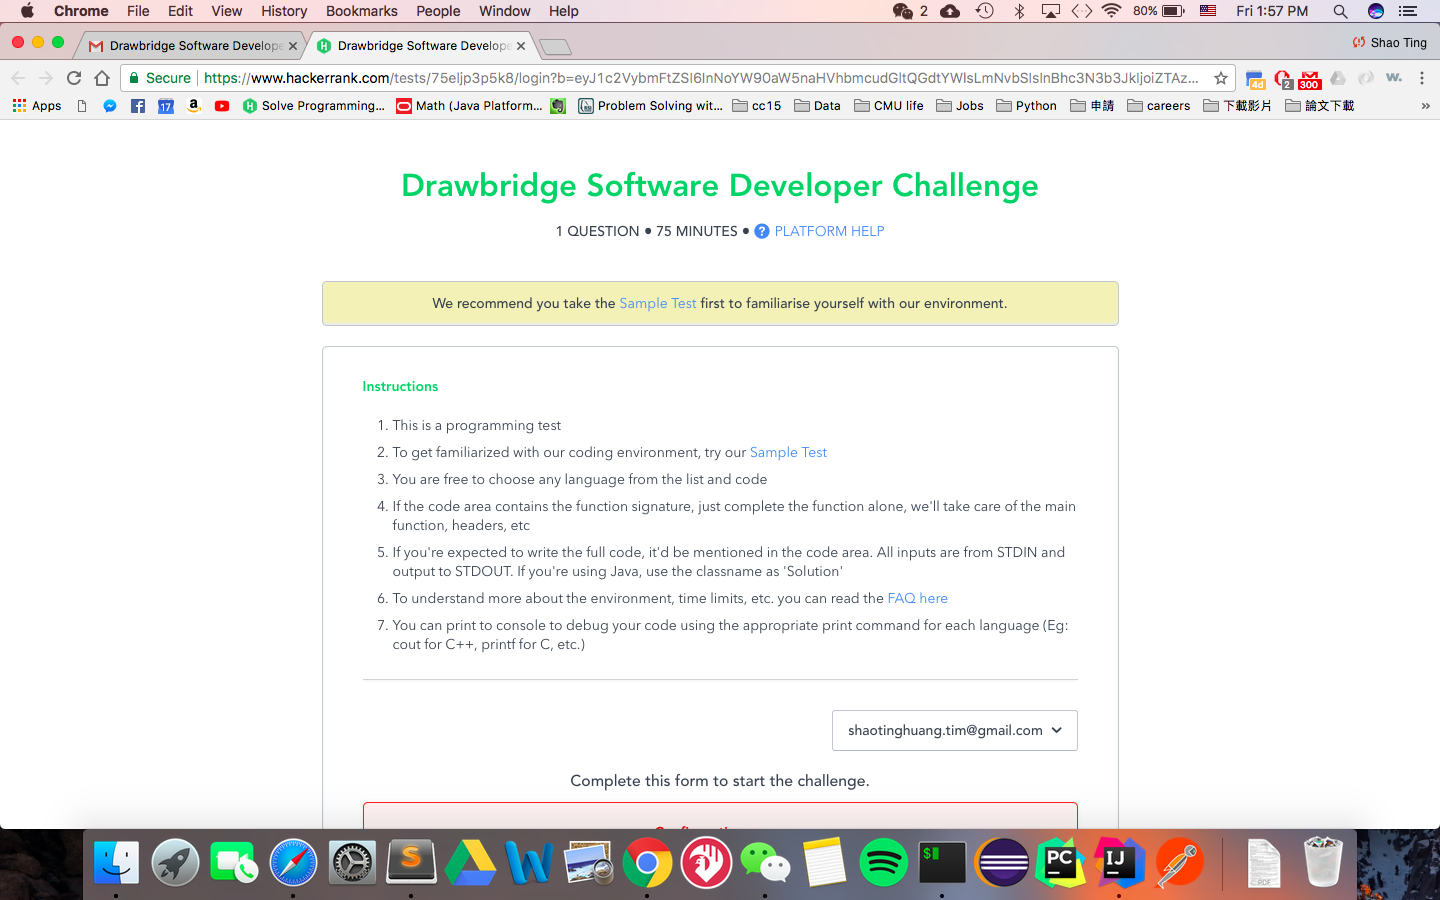 Chrome File Edit View History Bookmarks People Window Help 2 80% Fri 1:57 PM
Drawbridge Software Develope Drawbridge Software Develope Shao Ting
Secure https://www.hackerrank.com/tests/75eljp3p5k8/login?b=
Apps 17 Solve Programming... Math (Java Platform... Problem Solving wit... cc15 Data CMU life Jobs Python 申請 careers 下載影片 論文下載 »
4d 2 300 w.
Drawbridge Software Developer Challenge
1 QUESTION • 75 MINUTES • ? PLATFORM HELP
We recommend you take the Sample Test first to familiarise yourself with our environment.
Instructions
1. This is a programming test
2. To get familiarized with our coding environment, try our Sample Test
3. You are free to choose any language from the list and code
4. If the code area contains the function signature, just complete the function alone, we'll take care of the main
function, headers, etc
5. If you're expected to write the full code, it'd be mentioned in the code area. All inputs are from STDIN and
output to STDOUT. If you're using Java, use the classname as 'Solution'
6. To understand more about the environment, time limits, etc. you can read the FAQ here
7. You can print to console to debug your code using the appropriate print command for each language (Eg:
cout for C++, printf for C, etc.)
shaotinghuang.tim@gmail.com
Complete this form to start the challenge.
S W $ PC IJ PDF